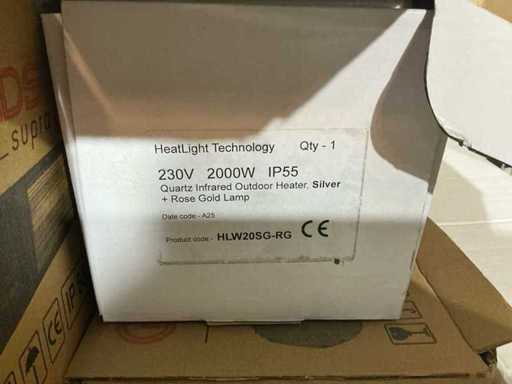 HeatLight Technology Qty - 1
230V 2000W IP55
Quartz Infrared Outdoor Heater, Silver
+ Rose Gold Lamp
Date code - A25
Product code - HLW20SG-RG CE